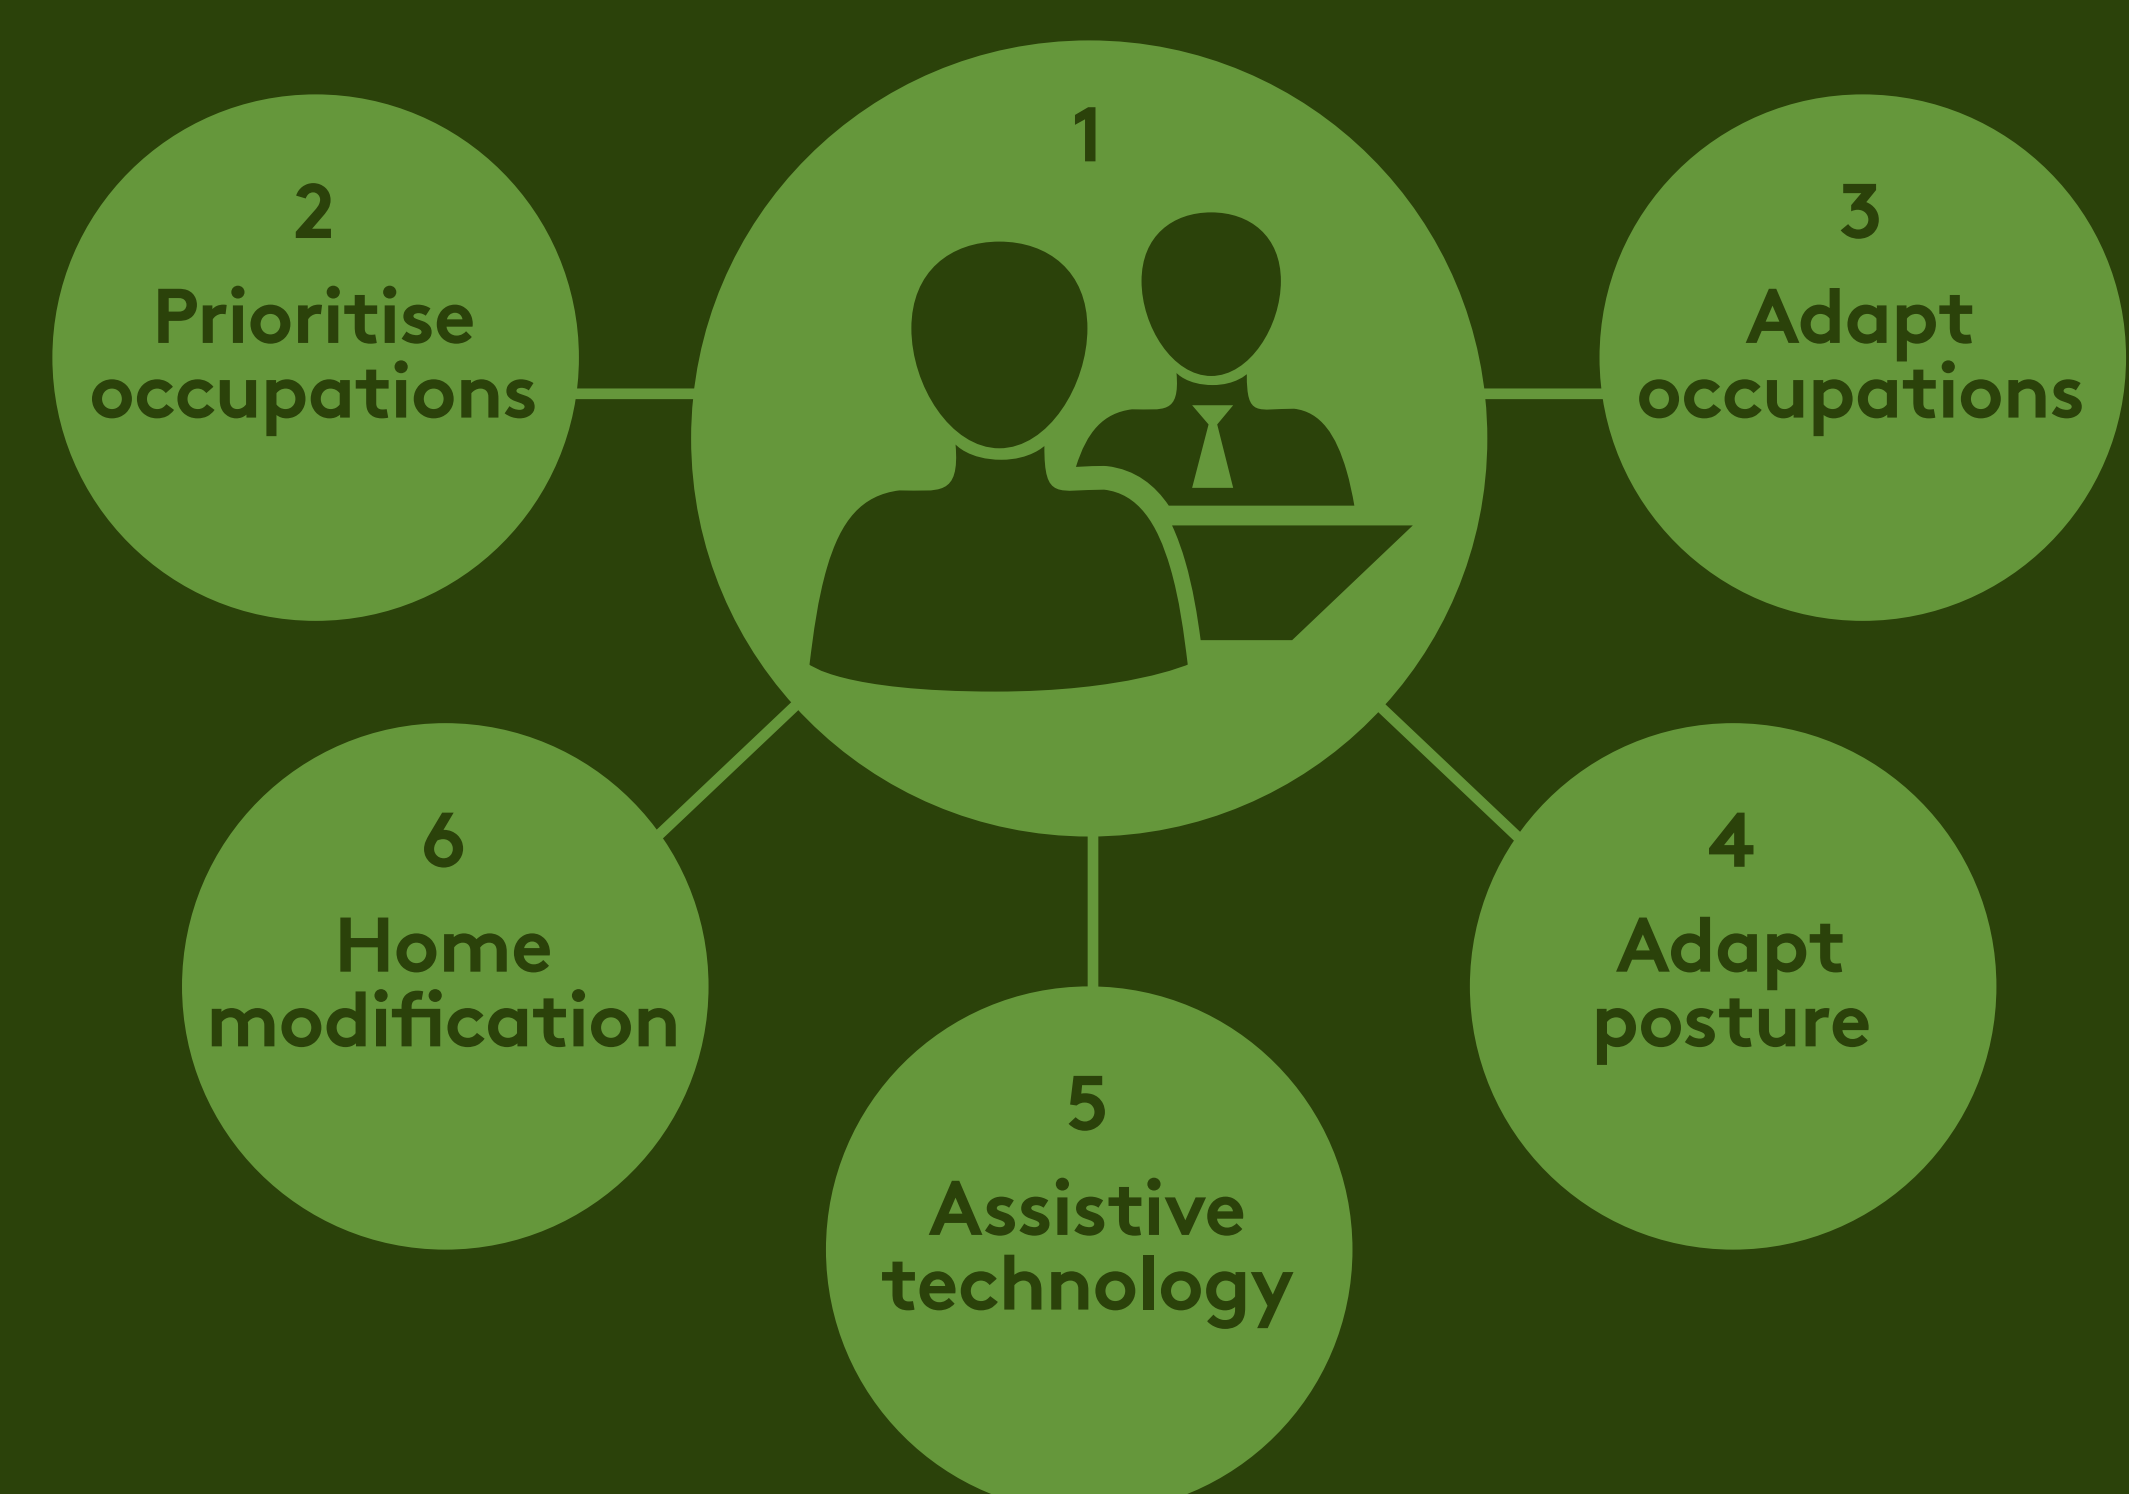 1
2
Prioritise
occupations
3
Adapt
occupations
4
Adapt
posture
5
Assistive
technology
6
Home
modification